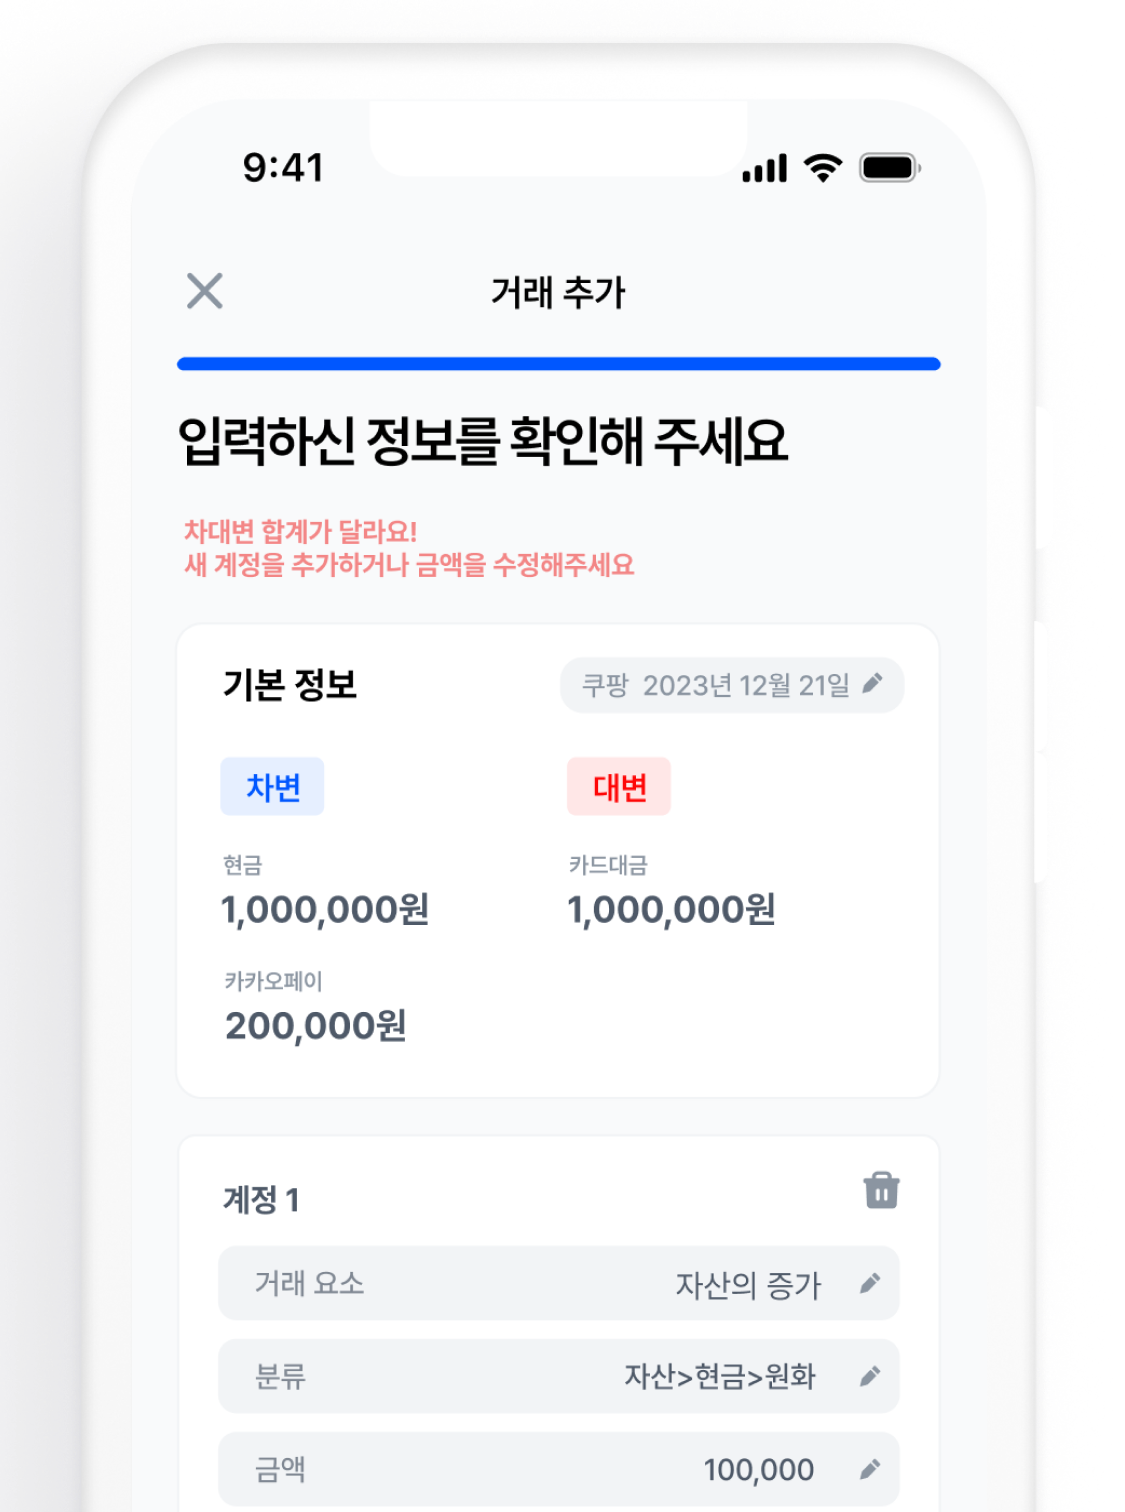 9:41
거래 추가
입력하신 정보를 확인해 주세요
차대변 합계가 달라요!
새 계정을 추가하거나 금액을 수정해주세요
기본 정보
쿠팡 2023년 12월 21일
차변
대변
현금
카드대금
1,000,000원
1,000,000원
카카오페이
200,000원
계정 1
거래 요소
자산의 증가
분류
자산>현금>원화
금액
100,000